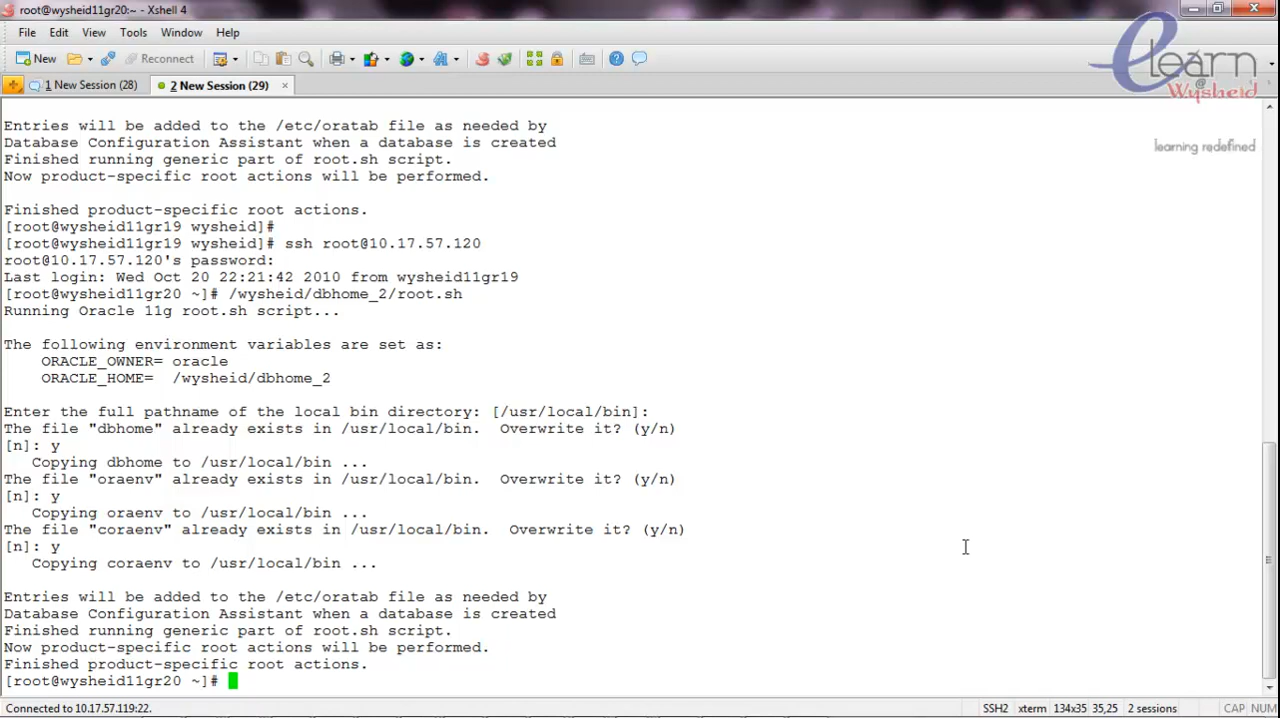 root@wysheid11gr20:~ - Xshell 4
File Edit View Tools Window Help
New Reconnect
1 New Session (28) 2 New Session (29)
elearn
@
Wysheid
learning redefined
Entries will be added to the /etc/oratab file as needed by
Database Configuration Assistant when a database is created
Finished running generic part of root.sh script.
Now product-specific root actions will be performed.
Finished product-specific root actions.
[root@wysheid11gr19 wysheid]#
[root@wysheid11gr19 wysheid]# ssh root@10.17.57.120
root@10.17.57.120's password:
Last login: Wed Oct 20 22:21:42 2010 from wysheid11gr19
[root@wysheid11gr20 ~]# /wysheid/dbhome_2/root.sh
Running Oracle 11g root.sh script...
The following environment variables are set as:
ORACLE_OWNER= oracle
ORACLE_HOME=  /wysheid/dbhome_2
Enter the full pathname of the local bin directory: [/usr/local/bin]:
The file "dbhome" already exists in /usr/local/bin.  Overwrite it? (y/n)
[n]: y
Copying dbhome to /usr/local/bin ...
The file "oraenv" already exists in /usr/local/bin.  Overwrite it? (y/n)
[n]: y
Copying oraenv to /usr/local/bin ...
The file "coraenv" already exists in /usr/local/bin.  Overwrite it? (y/n)
[n]: y
Copying coraenv to /usr/local/bin ...
Entries will be added to the /etc/oratab file as needed by
Database Configuration Assistant when a database is created
Finished running generic part of root.sh script.
Now product-specific root actions will be performed.
Finished product-specific root actions.
[root@wysheid11gr20 ~]#
Connected to 10.17.57.119:22. SSH2 xterm 134x35 35,25 2 sessions CAP NUM